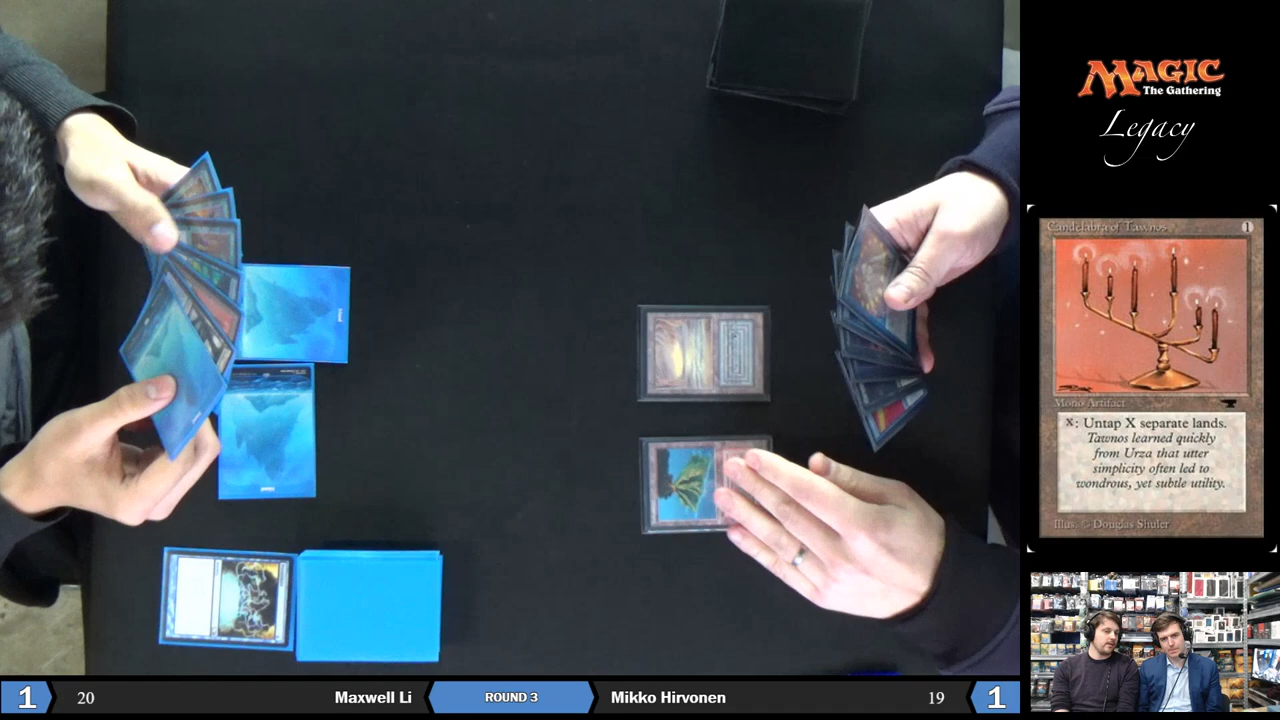 MAGIC
The Gathering
Legacy
Candelabra of Tawnos 1
Mono Artifact
X: Untap X separate lands.
Tawnos learned quickly
from Urza that utter
simplicity often led to
wondrous, yet subtle utility.
Illus. © Douglas Shuler
1 20 Maxwell Li ROUND 3 Mikko Hirvonen 19 1